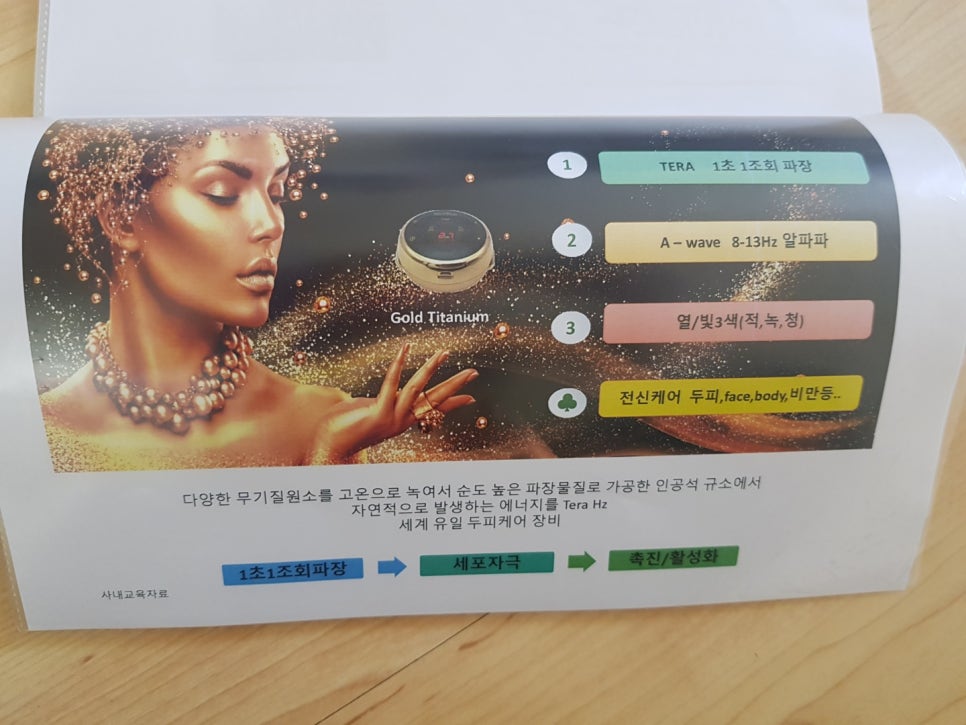 1 TERA 1초 1조회 파장
2 A – wave 8-13Hz 알파파
Gold Titanium
3 열/빛3색(적,녹,청)
♣ 전신케어 두피,face,body,비만등..
다양한 무기질원소를 고온으로 녹여서 순도 높은 파장물질로 가공한 인공석 규소에서
자연적으로 발생하는 에너지를 Tera Hz
세계 유일 두피케어 장비
1초1조회파장 세포자극 촉진/활성화
사내교육자료